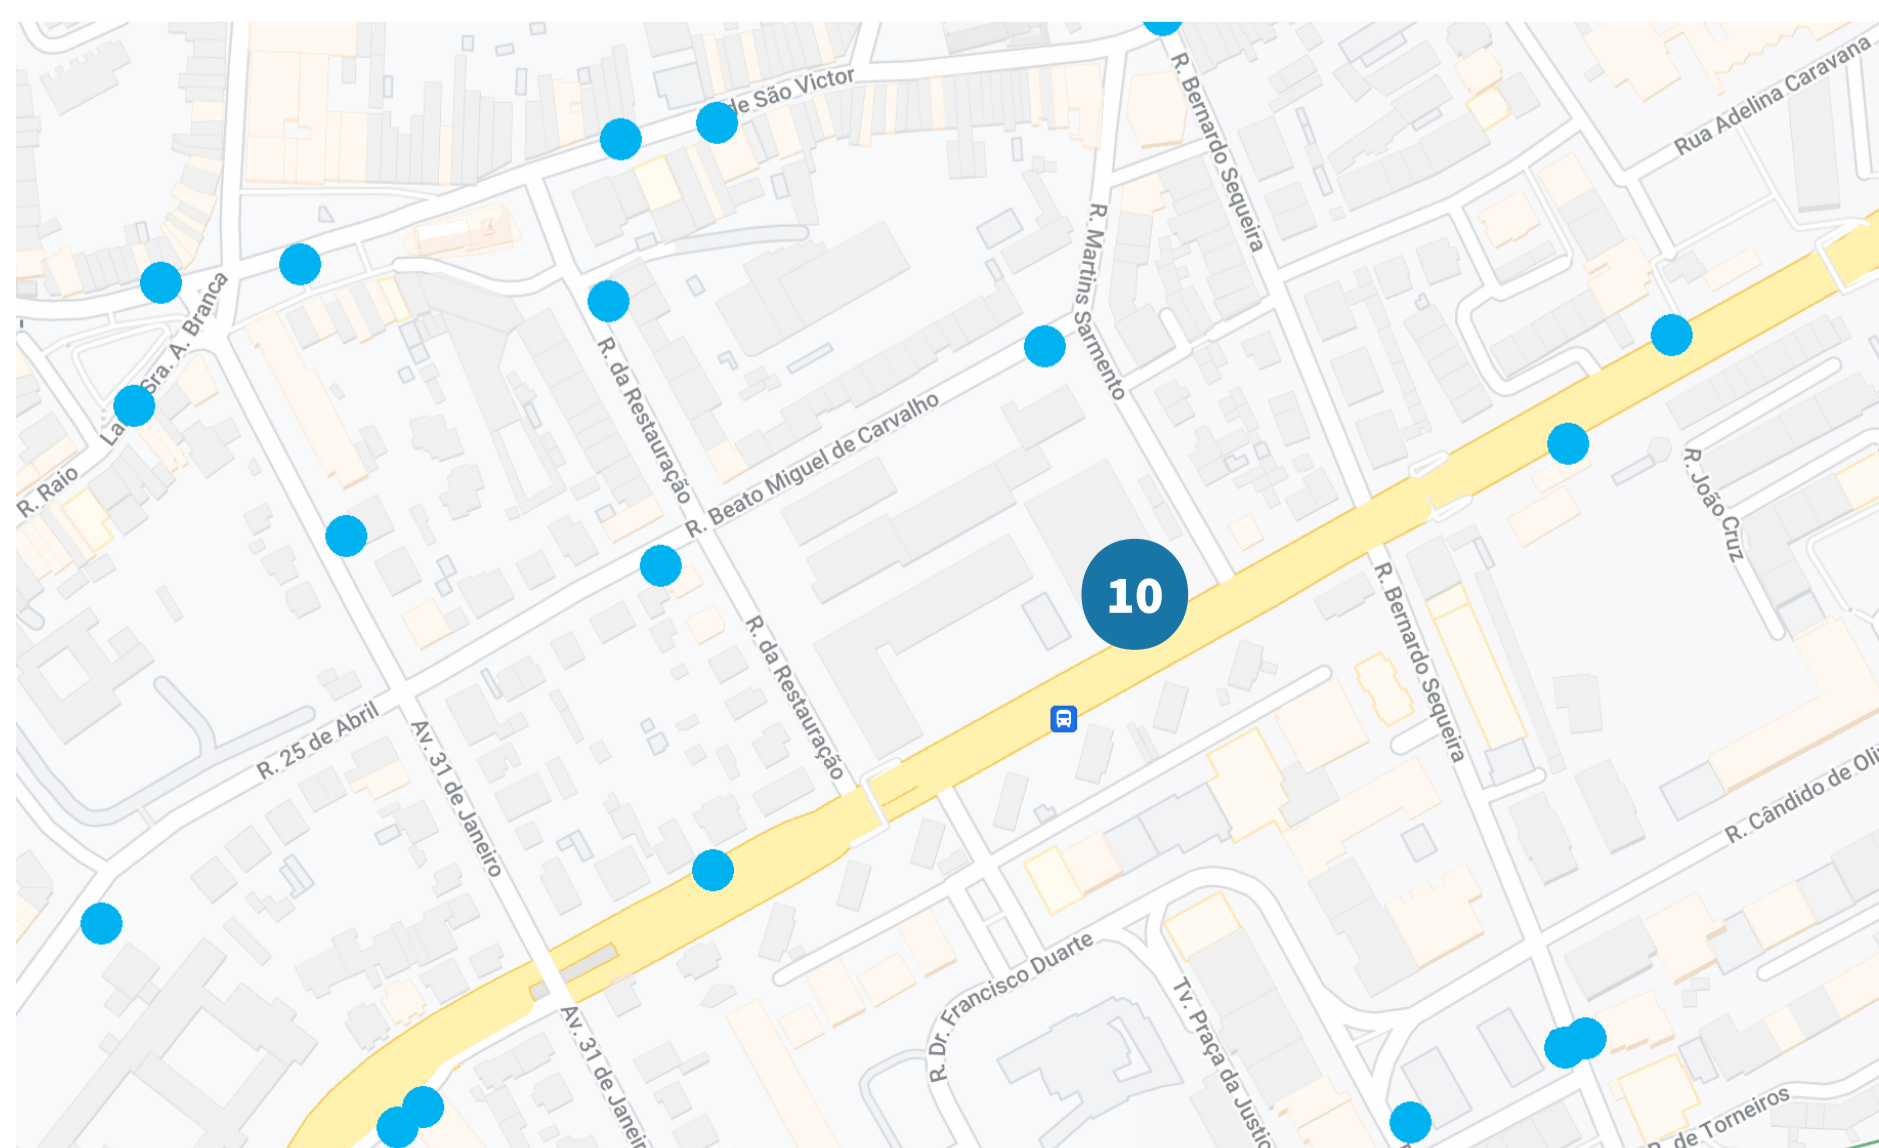 de São Victor
R. Bernardo Sequeira
Rua Adelina Caravana
R. Martins Sarmento
Sra. A. Branca
R. da Restauração
R. Beato Miguel de Carvalho
R. Raio
R. João Cruz
10
R. Bernardo Sequeira
R. da Restauração
R. 25 de Abril
Av. 31 de Janeiro
R. Cândido de Oli
R. Dr. Francisco Duarte
Tv. Praça da Justiç
Av. 31 de Janeir
R. de Torneiros